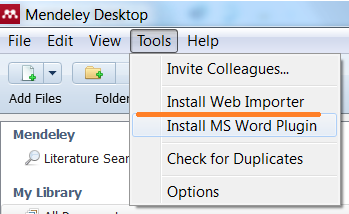 Mendeley Desktop
File Edit View Tools Help
Invite Colleagues...
Install Web Importer
Install MS Word Plugin
Check for Duplicates
Options
Add Files Folder
Mendeley
Literature Sear
My Library